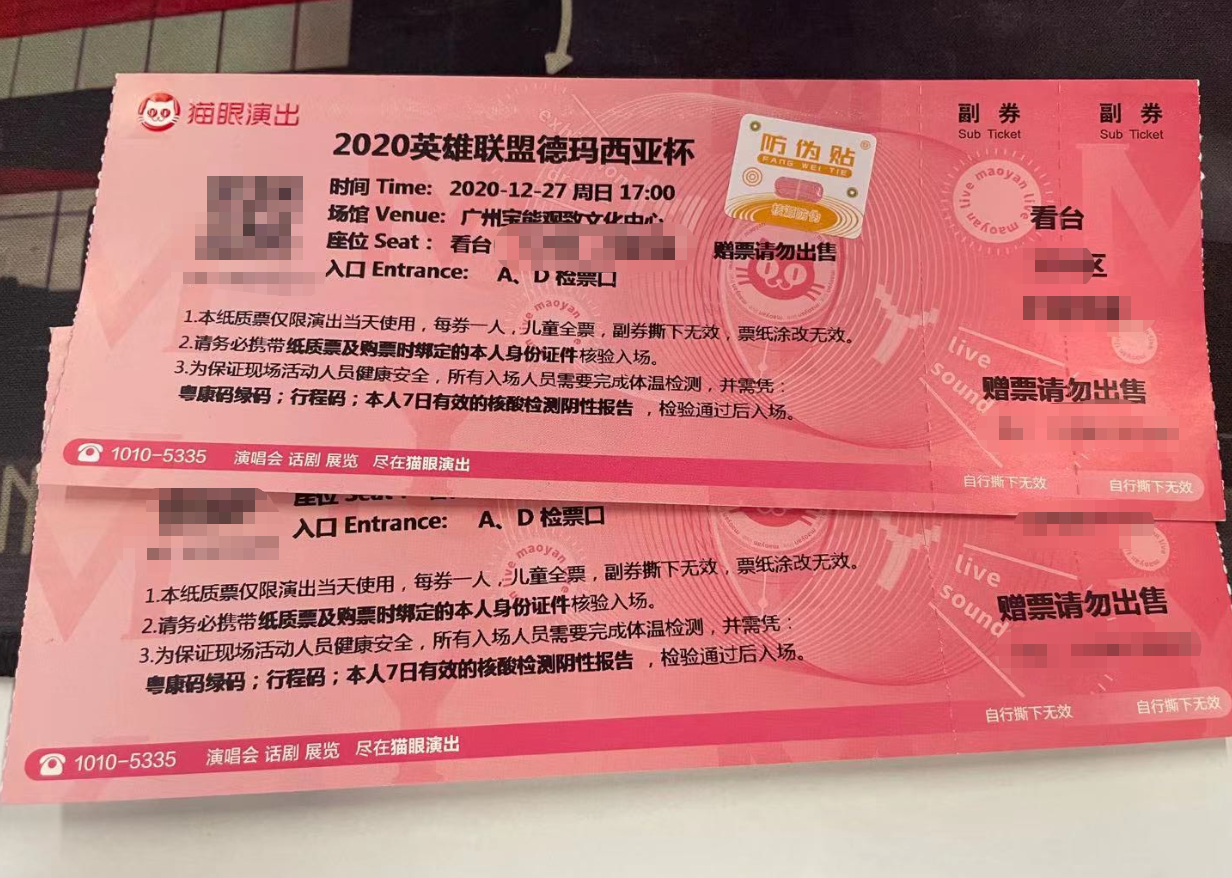 猫眼演出
2020英雄联盟德玛西亚杯
时间 Time: 2020-12-27 周日 17:00
场馆 Venue: 广州宝能观致文化中心
座位 Seat: 看台
入口 Entrance: A、D 检票口
防伪贴
FANG WEI TIE
赠票请勿出售
1.本纸质票仅限演出当天使用，每券一人，儿童全票，副券撕下无效，票纸涂改无效。
2.请务必携带纸质票及购票时绑定的本人身份证件核验入场。
3.为保证现场活动人员健康安全，所有入场人员需要完成体温检测，并需凭：
粤康码绿码；行程码；本人7日有效的核酸检测阴性报告，检验通过后入场。
1010-5335 演唱会 话剧 展览 尽在猫眼演出
副 券
Sub Ticket
副 券
Sub Ticket
maoyan live
看台
区
live
sound
赠票请勿出售
自行撕下无效
自行撕下无效
座位 Seat
入口 Entrance: A、D 检票口
1.本纸质票仅限演出当天使用，每券一人，儿童全票，副券撕下无效，票纸涂改无效。
2.请务必携带纸质票及购票时绑定的本人身份证件核验入场。
3.为保证现场活动人员健康安全，所有入场人员需要完成体温检测，并需凭：
粤康码绿码；行程码；本人7日有效的核酸检测阴性报告，检验通过后入场。
1010-5335 演唱会 话剧 展览 尽在猫眼演出
live
sound
赠票请勿出售
自行撕下无效
自行撕下无效